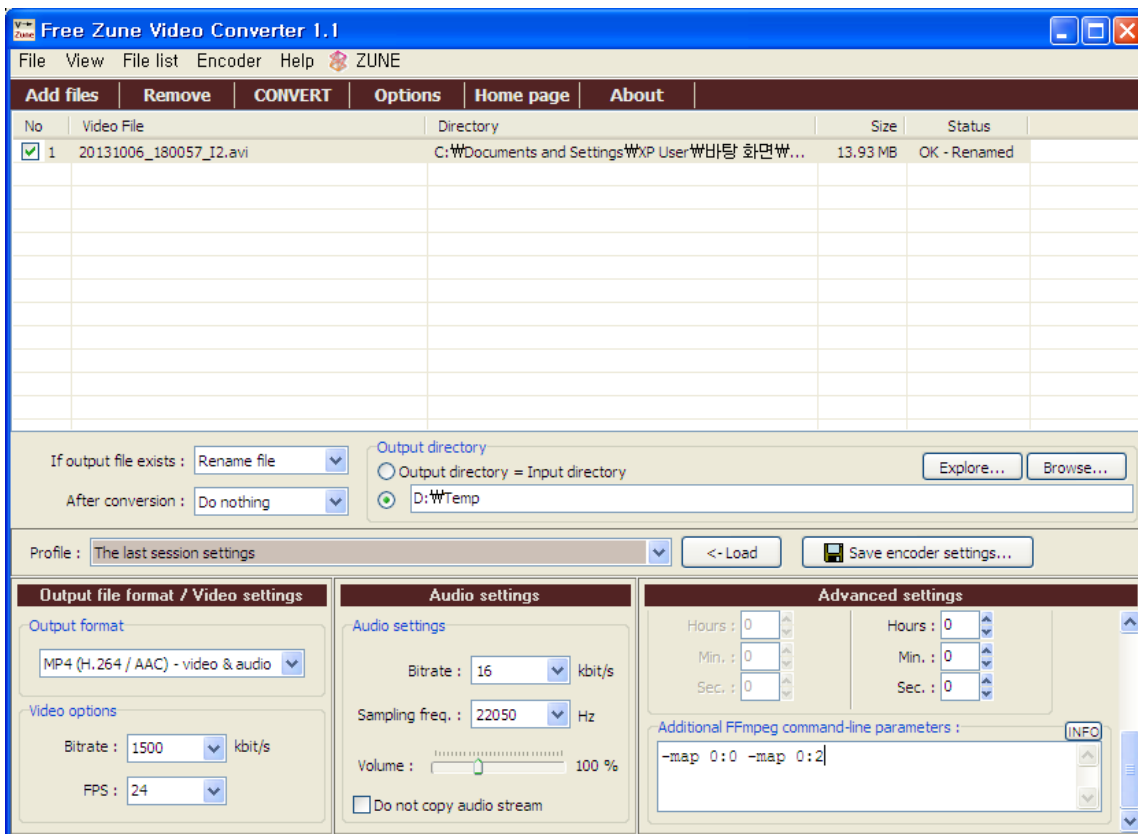 V→ Zune Free Zune Video Converter 1.1
File View File list Encoder Help ZUNE
Add files Remove CONVERT Options Home page About
No Video File Directory Size Status
1 20131006_180057_I2.avi C:₩Documents and Settings₩XP User₩바탕 화면₩... 13.93 MB OK - Renamed
If output file exists : Rename file
After conversion : Do nothing
Output directory
Output directory = Input directory
Explore... Browse...
D:₩Temp
Profile : The last session settings <- Load Save encoder settings...
Output file format / Video settings
Output format
MP4 (H.264 / AAC) - video & audio
Video options
Bitrate : 1500 kbit/s
FPS : 24
Audio settings
Audio settings
Bitrate : 16 kbit/s
Sampling freq. : 22050 Hz
Volume : 100 %
Do not copy audio stream
Advanced settings
Hours : 0 Hours : 0
Min. : 0 Min. : 0
Sec. : 0 Sec. : 0
Additional FFmpeg command-line parameters : INFO
-map 0:0 -map 0:2